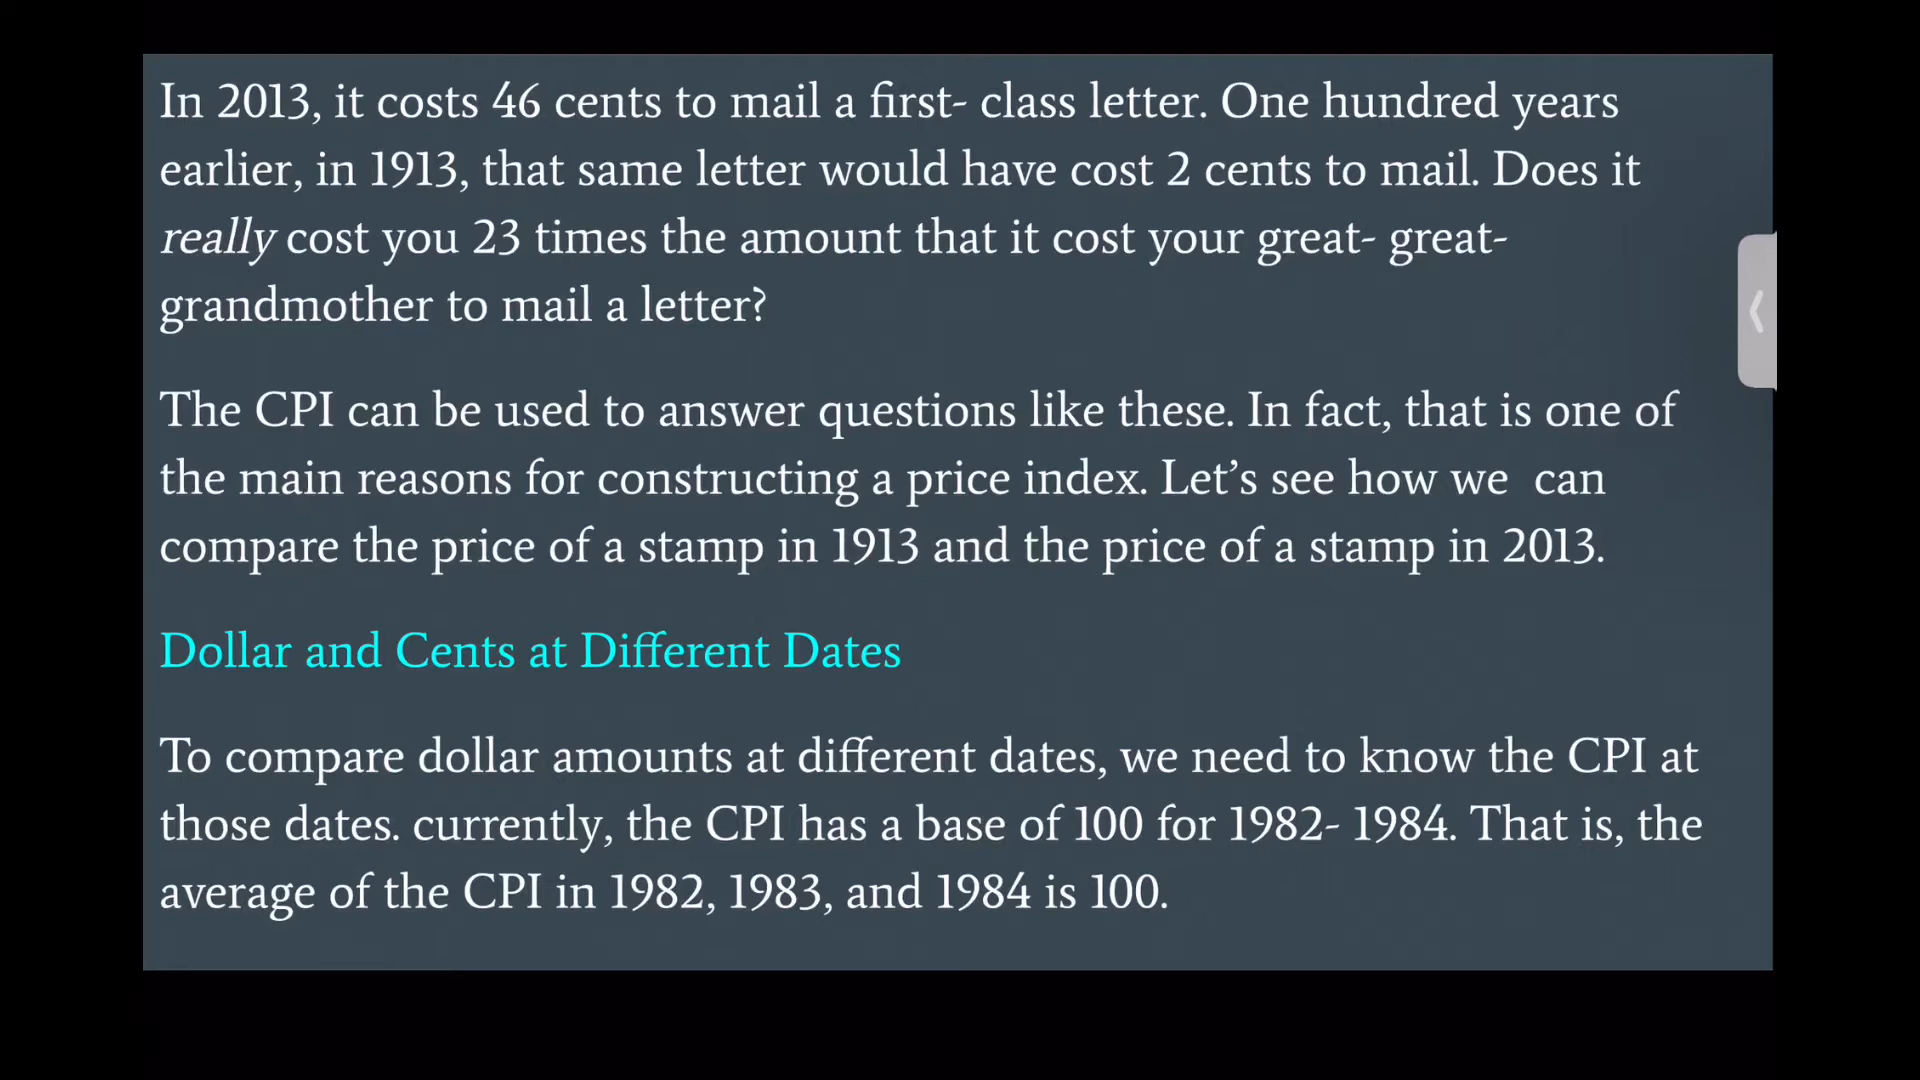 In 2013, it costs 46 cents to mail a first- class letter. One hundred years
earlier, in 1913, that same letter would have cost 2 cents to mail. Does it
really cost you 23 times the amount that it cost your great- great-
grandmother to mail a letter?
The CPI can be used to answer questions like these. In fact, that is one of
the main reasons for constructing a price index. Let’s see how we  can
compare the price of a stamp in 1913 and the price of a stamp in 2013.
Dollar and Cents at Different Dates
To compare dollar amounts at different dates, we need to know the CPI at
those dates. currently, the CPI has a base of 100 for 1982- 1984. That is, the
average of the CPI in 1982, 1983, and 1984 is 100.